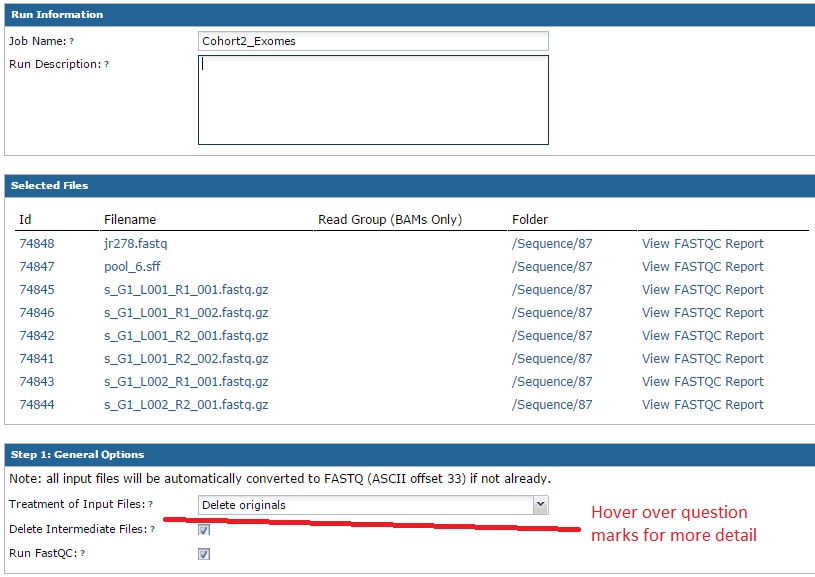 Run Information
Job Name: ? Cohort2_Exomes
Run Description: ?
Selected Files
Id Filename Read Group (BAMs Only) Folder
74848 jr278.fastq /Sequence/87 View FASTQC Report
74847 pool_6.sff /Sequence/87 View FASTQC Report
74845 s_G1_L001_R1_001.fastq.gz /Sequence/87 View FASTQC Report
74846 s_G1_L001_R1_002.fastq.gz /Sequence/87 View FASTQC Report
74842 s_G1_L001_R2_001.fastq.gz /Sequence/87 View FASTQC Report
74841 s_G1_L001_R2_002.fastq.gz /Sequence/87 View FASTQC Report
74843 s_G1_L002_R1_001.fastq.gz /Sequence/87 View FASTQC Report
74844 s_G1_L002_R2_001.fastq.gz /Sequence/87 View FASTQC Report
Step 1: General Options
Note: all input files will be automatically converted to FASTQ (ASCII offset 33) if not already.
Treatment of Input Files: ? Delete originals
Delete Intermediate Files: ?
Run FastQC: ?
Hover over question
marks for more detail